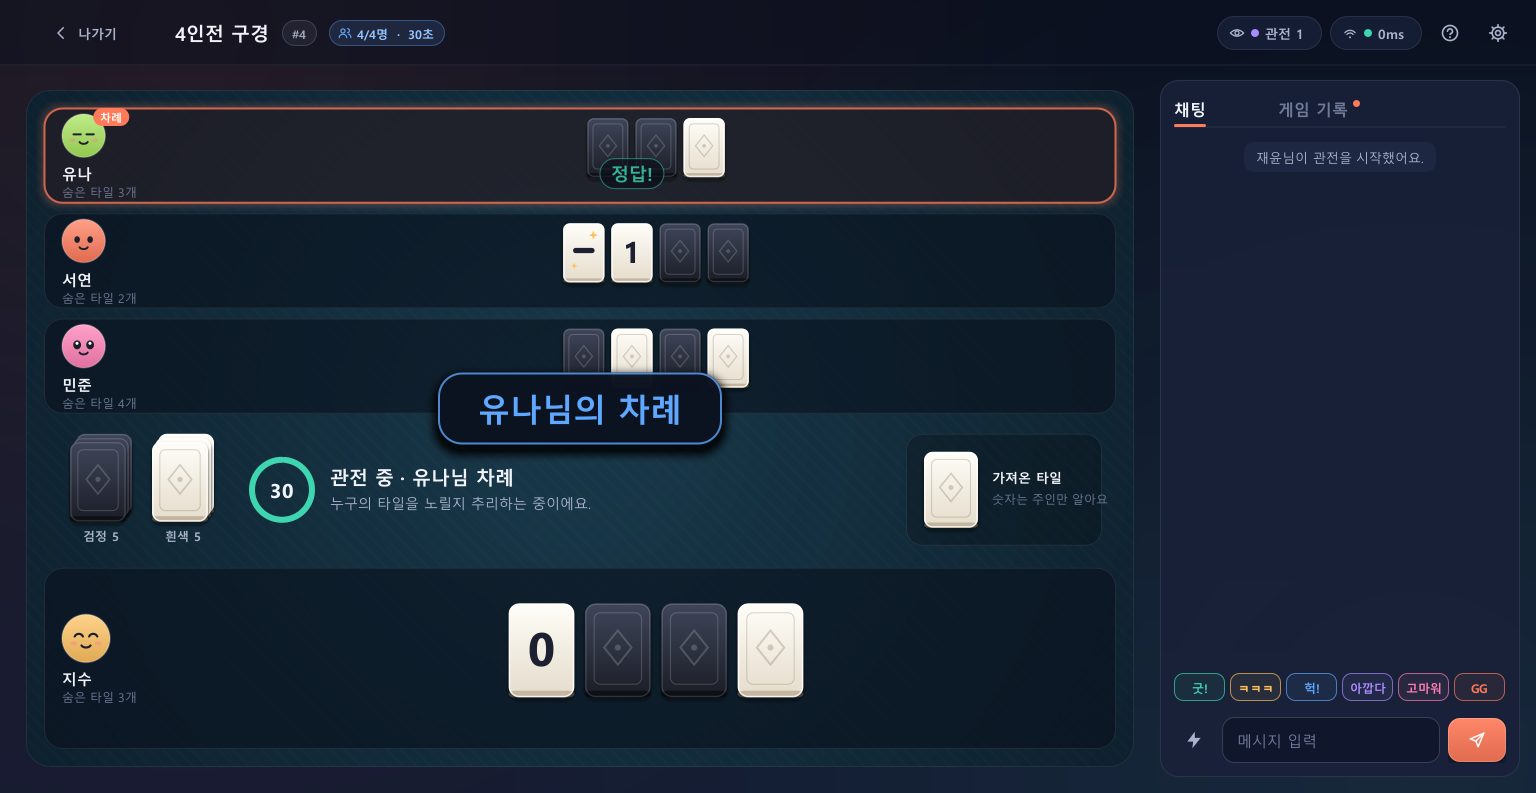 나가기
4인전 구경
#4
4/4명 · 30초
관전 1
0ms
차례
유나
숨은 타일 3개
정답!
서연
숨은 타일 2개
1
민준
숨은 타일 4개
유나님의 차례
검정 5
흰색 5
30
관전 중 · 유나님 차례
누구의 타일을 노릴지 추리하는 중이에요.
가져온 타일
숫자는 주인만 알아요
지수
숨은 타일 3개
0
채팅
게임 기록
재윤님이 관전을 시작했어요.
굿!
ㅋㅋㅋ
헉!
아깝다
고마워
GG
메시지 입력